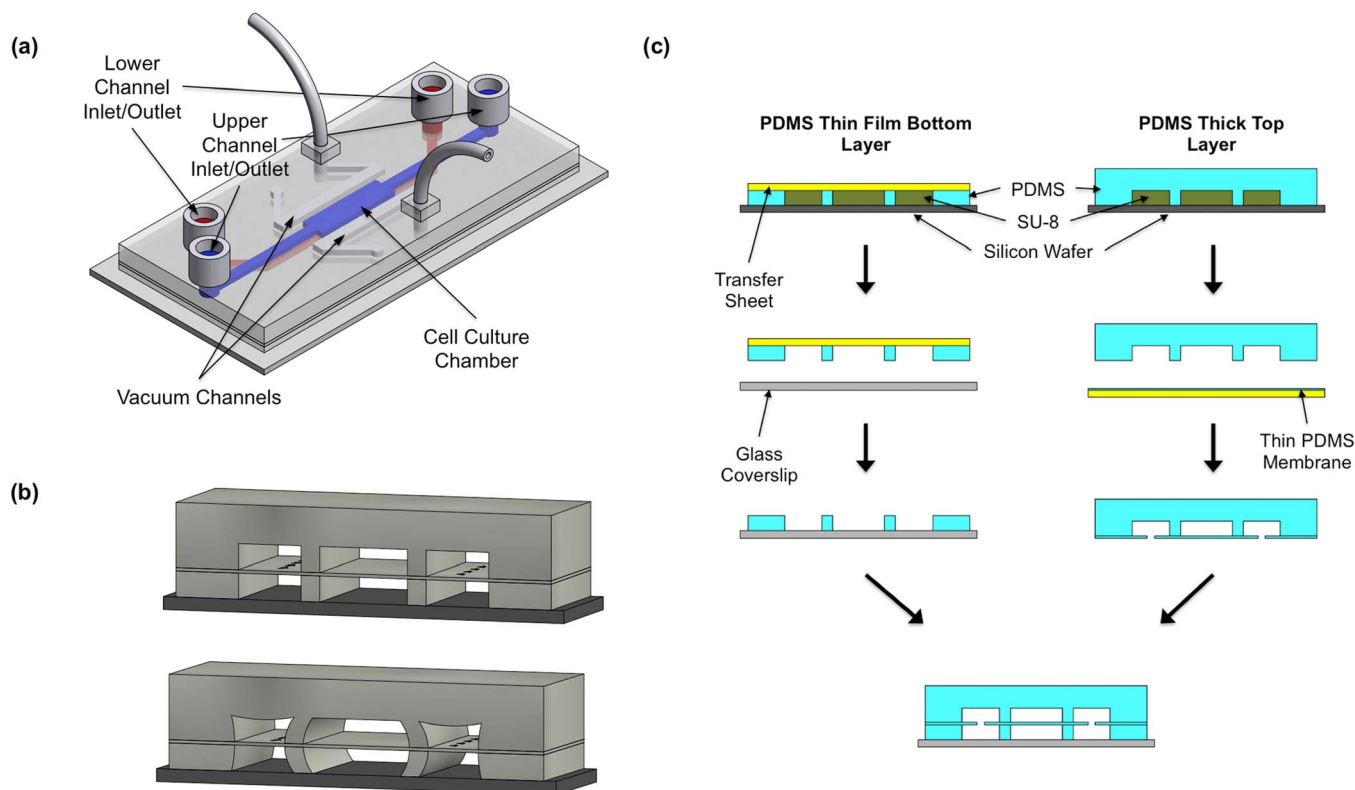 (a)
Lower
Channel
Inlet/Outlet
Upper
Channel
Inlet/Outlet
Cell Culture
Chamber
Vacuum Channels
(b)
(c)
PDMS Thin Film Bottom
Layer
PDMS Thick Top
Layer
PDMS
SU-8
Silicon Wafer
Transfer
Sheet
Glass
Coverslip
Thin PDMS
Membrane